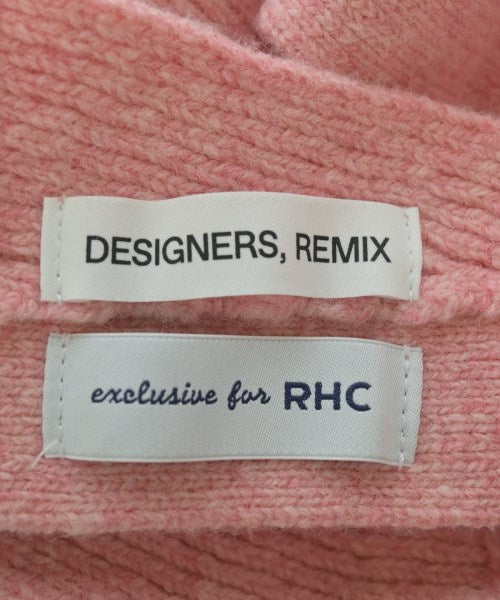 DESIGNERS, REMIX
exclusive for RHC